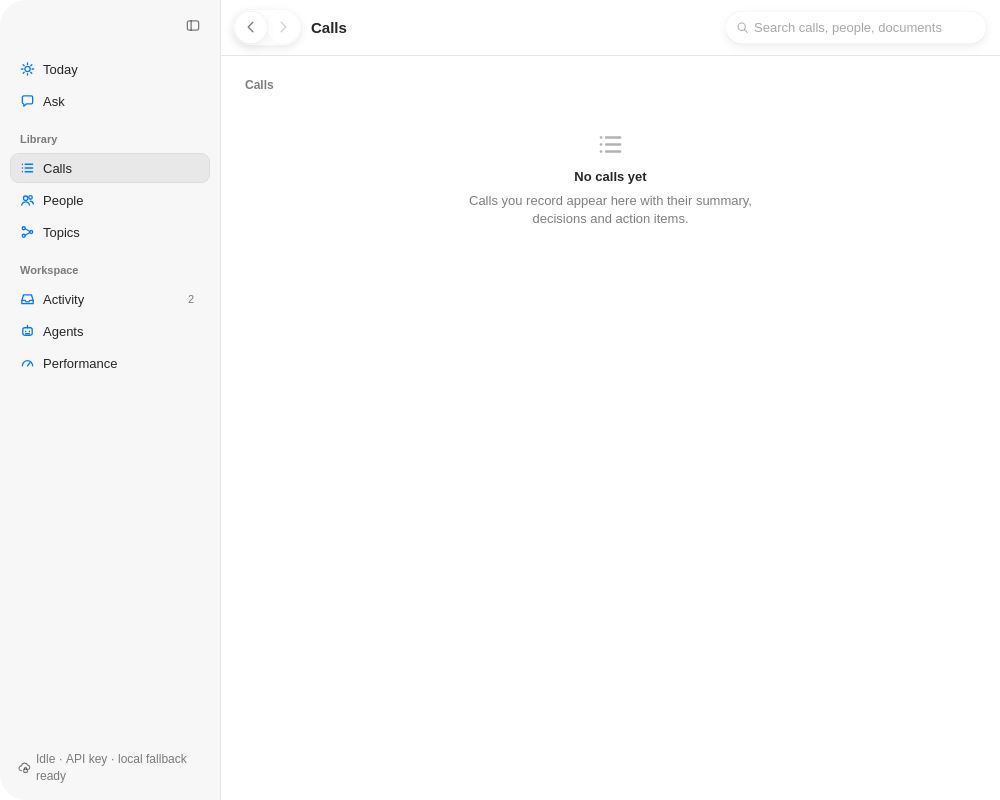 Calls
Search calls, people, documents
Today
Ask
Library
Calls
People
Topics
Workspace
Activity 2
Agents
Performance
Idle · API key · local fallback
ready
Calls
No calls yet
Calls you record appear here with their summary,
decisions and action items.